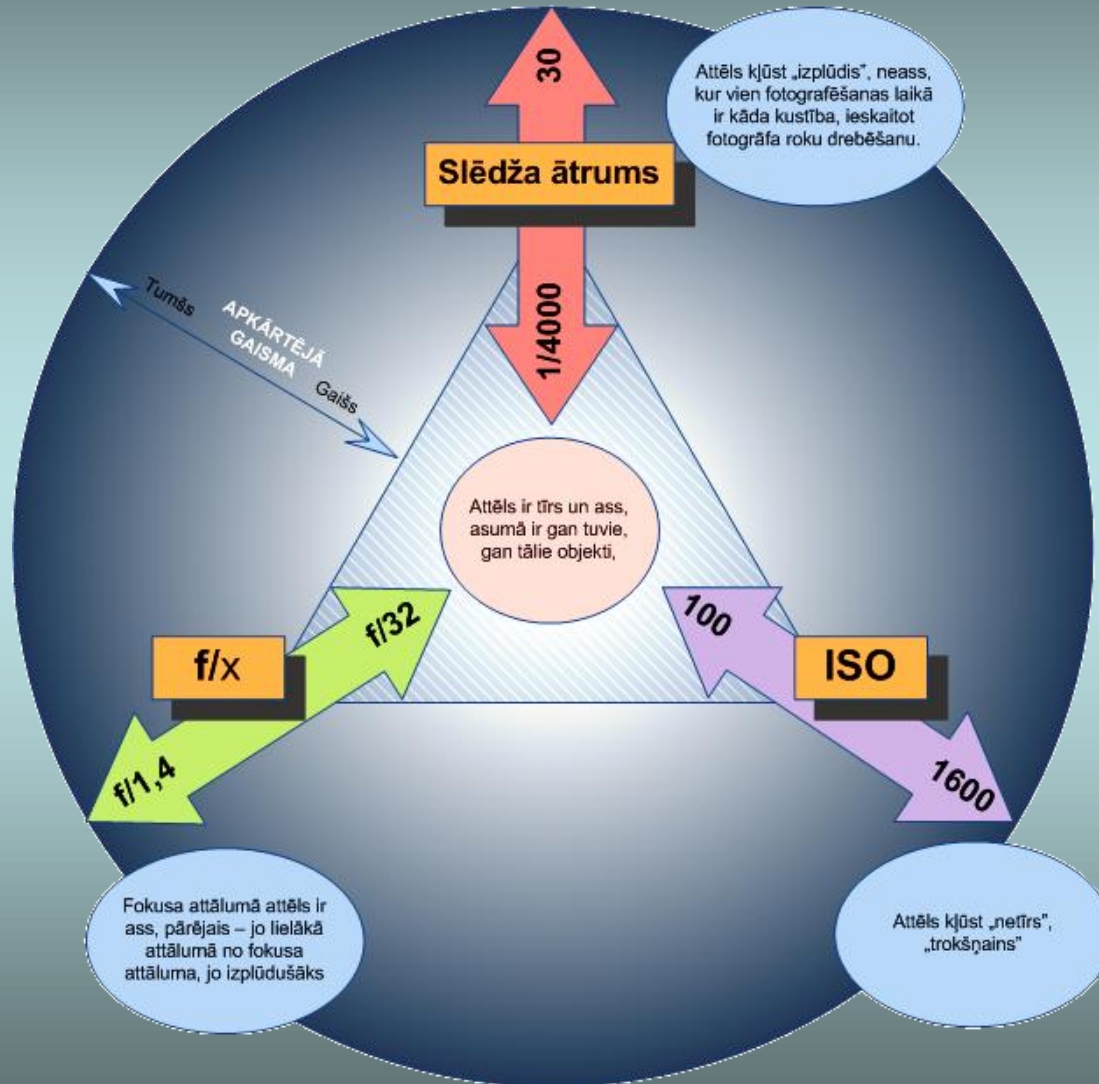 30
Attēls kļūst „izplūdis”, neass,
kur vien fotografēšanas laikā
ir kāda kustība, ieskaitot
fotogrāfa roku drebēšanu.
Slēdža ātrums
1/4000
Tumšs
APKĀRTĒJĀ
GAISMA
Gaišs
Attēls ir tīrs un ass,
asumā ir gan tuvie,
gan tālie objekti,
f/32
f/x
f/1,4
100
ISO
1600
Fokusa attālumā attēls ir
ass, pārējais – jo lielākā
attālumā no fokusa
attāluma, jo izplūdušāks
Attēls kļūst „netīrs”,
„trokšņains”